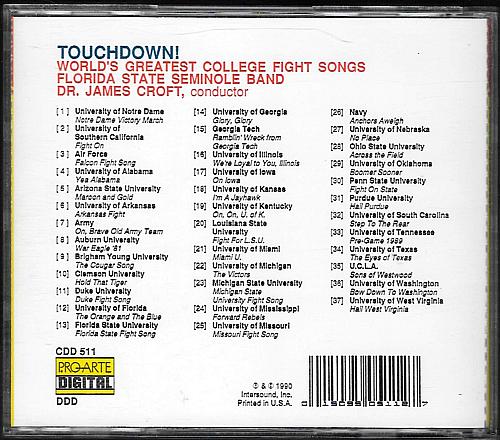 TOUCHDOWN!
WORLD'S GREATEST COLLEGE FIGHT SONGS
FLORIDA STATE SEMINOLE BAND
DR. JAMES CROFT, conductor
[ 1 ] University of Notre Dame
Notre Dame Victory March
[ 2 ] University of
Southern California
Fight On
[ 3 ] Air Force
Falcon Fight Song
[ 4 ] University of Alabama
Yea Alabama
[ 5 ] Arizona State University
Maroon and Gold
[ 6 ] University of Arkansas
Arkansas Fight
[ 7 ] Army
On, Brave Old Army Team
[ 8 ] Auburn University
War Eagle '81
[ 9 ] Brigham Young University
The Cougar Song
[10] Clemson University
Hold That Tiger
[11] Duke University
Duke Fight Song
[12] University of Florida
The Orange and The Blue
[13] Florida State University
Florida State Fight Song
[14] University of Georgia
Glory, Glory
[15] Georgia Tech
Ramblin' Wreck from
Georgia Tech
[16] University of Illinois
We're Loyal to You, Illinois
[17] University of Iowa
On Iowa
[18] University of Kansas
I'm A Jayhawk
[19] University of Kentucky
On, On, U. of K.
[20] Louisiana State
University
Fight For L.S.U.
[21] University of Miami
Miami U.
[22] University of Michigan
The Victors
[23] Michigan State University
Michigan State
University Fight Song
[24] University of Mississippi
Forward Rebels
[25] University of Missouri
Missouri Fight Song
[26] Navy
Anchors Aweigh
[27] University of Nebraska
No Place
[28] Ohio State University
Across the Field
[29] University of Oklahoma
Boomer Sooner
[30] Penn State University
Fight On State
[31] Purdue University
Hail Purdue
[32] University of South Carolina
Step To The Rear
[33] University of Tennessee
Pre-Game 1989
[34] University of Texas
The Eyes of Texas
[35] U.C.L.A.
Sons of Westwood
[36] University of Washington
Bow Down To Washington
[37] University of West Virginia
Hail West Virginia
CDD 511
PRO ARTE
DIGITAL
DDD
℗ & © 1990
Intersound, Inc.
Printed in U.S.A.
0 15095 05112 7